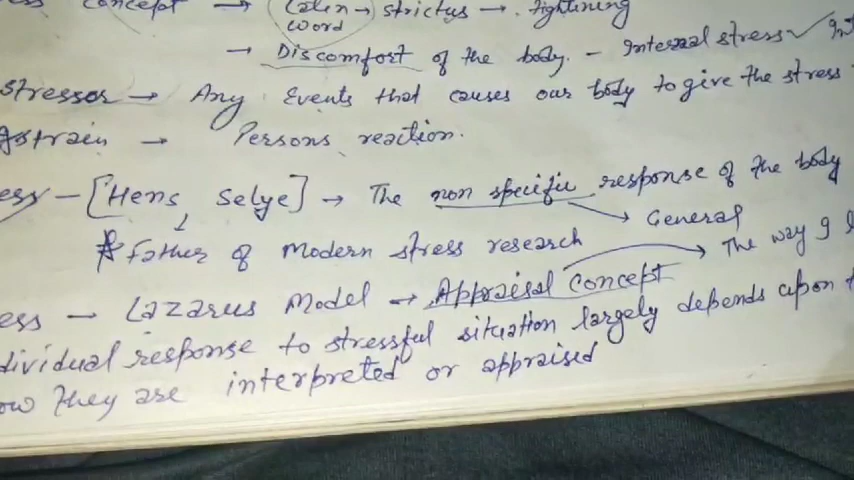 ess concept → (Laten → strictus → . Tightining
word
→ Discomfort of the body. - Internal stress ✓
stressor → Any Events that causes our body to give the stress
strain → Persons reaction.
ess - [Hens Selye] → The non specific response of the body
→ General
↓ Father of Modern stress research
→ The way I
ess → Lazarus Model → Appraisal Concept
dividual response to stressful situation largely depends upon
ow they are interpreted or appraised